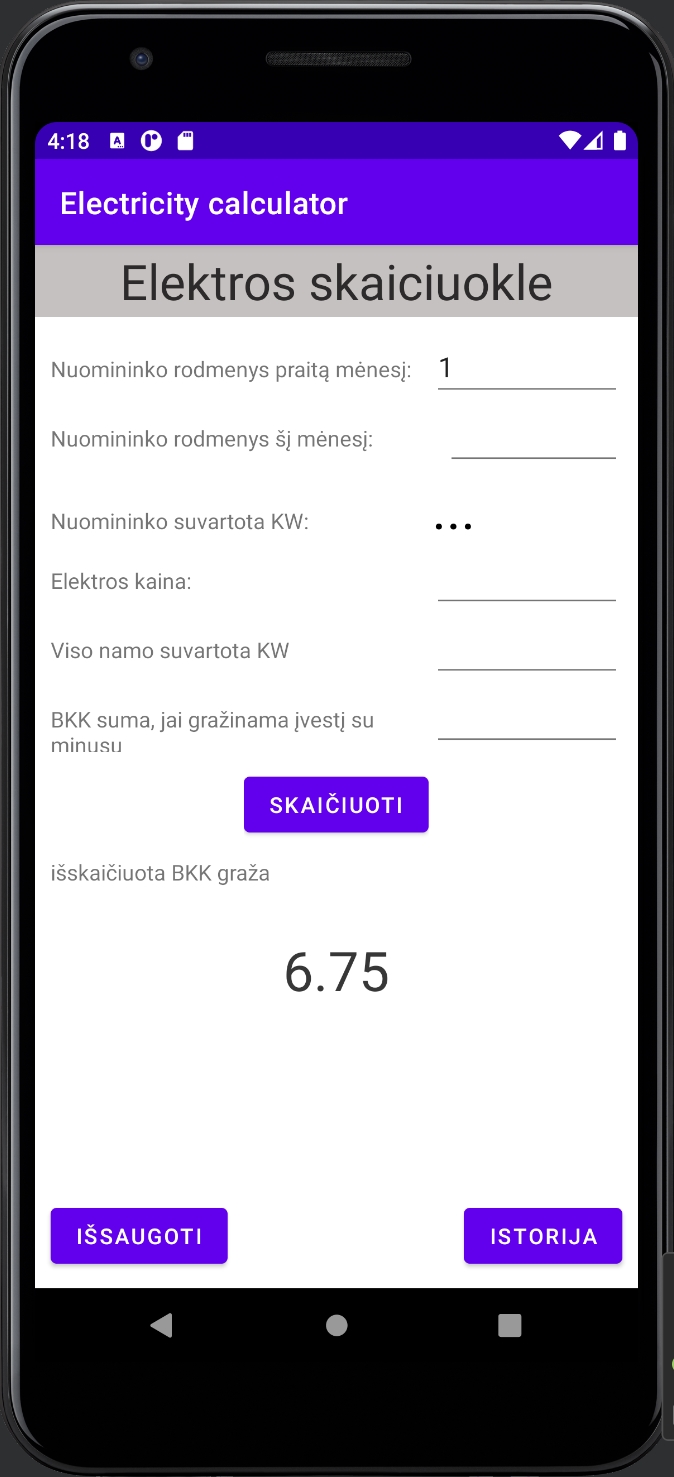 4:18
Electricity calculator
Elektros skaiciuokle
Nuomininko rodmenys praitą mėnesį: 1
Nuomininko rodmenys šį mėnesį:
Nuomininko suvartota KW: ...
Elektros kaina:
Viso namo suvartota KW
BKK suma, jai gražinama įvestį su
minusu
SKAIČIUOTI
išskaičiuota BKK graža
6.75
IŠSAUGOTI
ISTORIJA